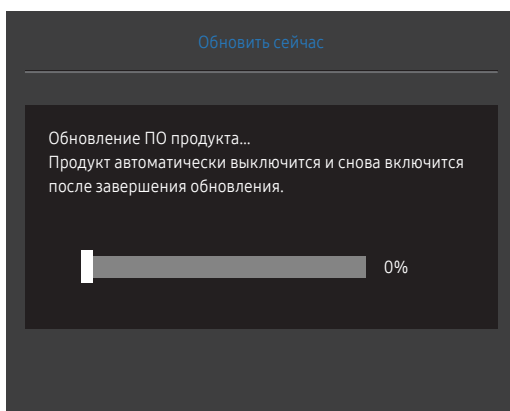 Обновить сейчас
Обновление ПО продукта...
Продукт автоматически выключится и снова включится
после завершения обновления.
0%